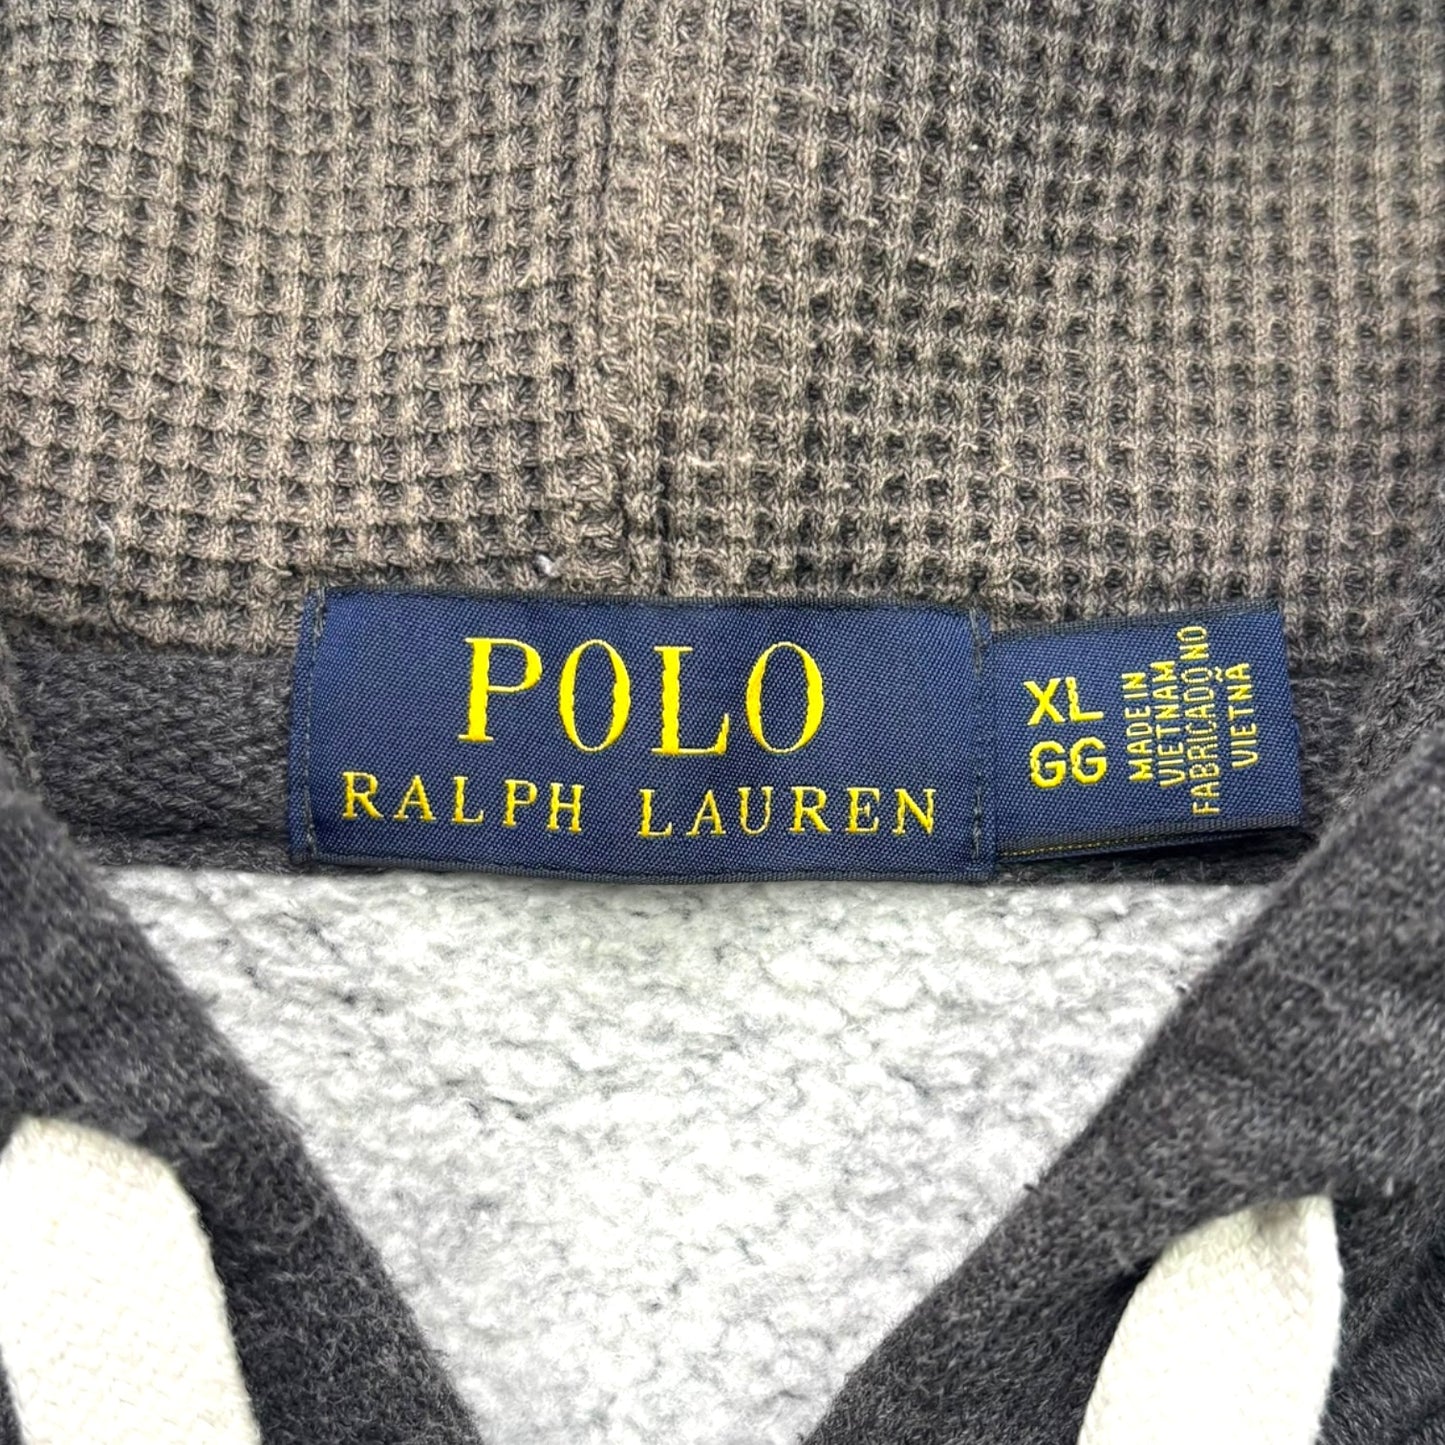 POLO
RALPH LAUREN
XL
GG
MADE IN
VIETNAM
FABRICADO NO
VIETNÃ